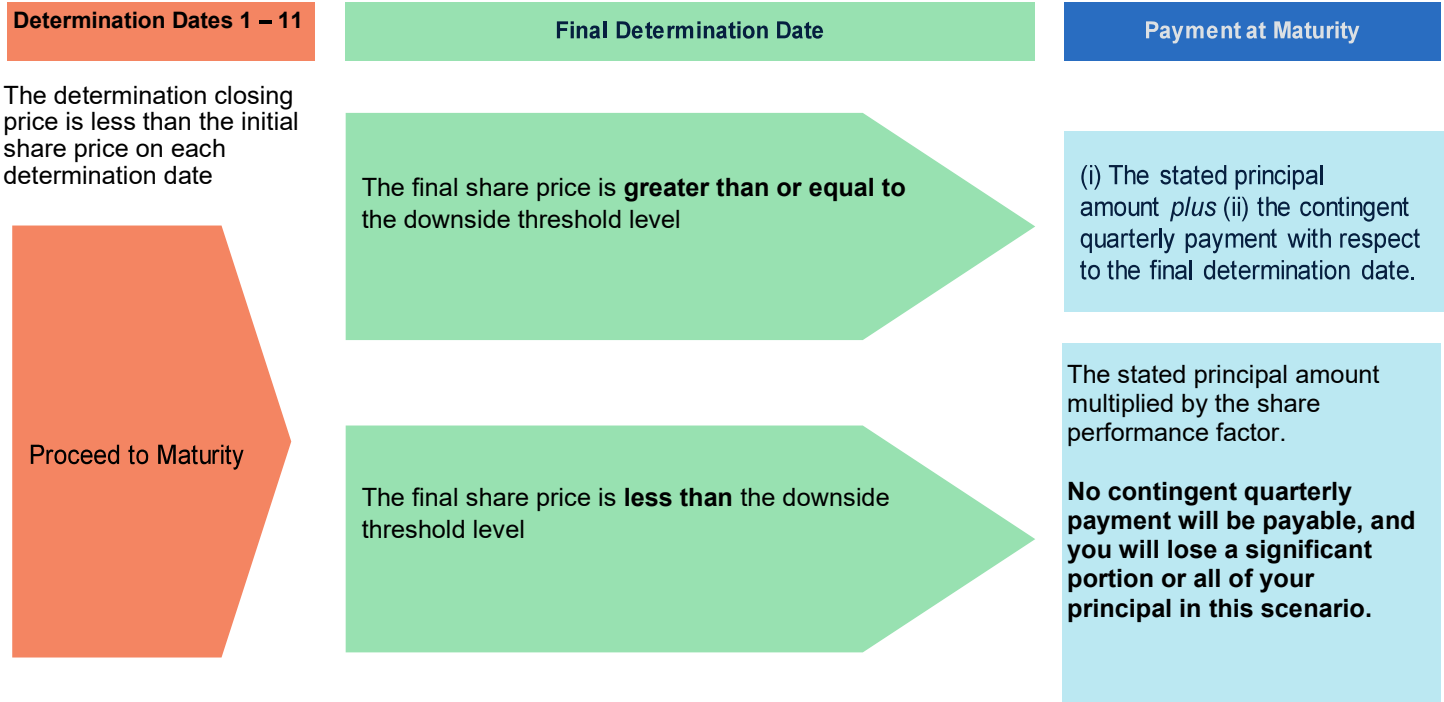 Determination Dates 1 – 11
Final Determination Date
Payment at Maturity
The determination closing
price is less than the initial
share price on each
determination date
Proceed to Maturity
The final share price is greater than or equal to
the downside threshold level
(i) The stated principal
amount plus (ii) the contingent
quarterly payment with respect
to the final determination date.
The final share price is less than the downside
threshold level
The stated principal amount
multiplied by the share
performance factor.
No contingent quarterly
payment will be payable, and
you will lose a significant
portion or all of your
principal in this scenario.